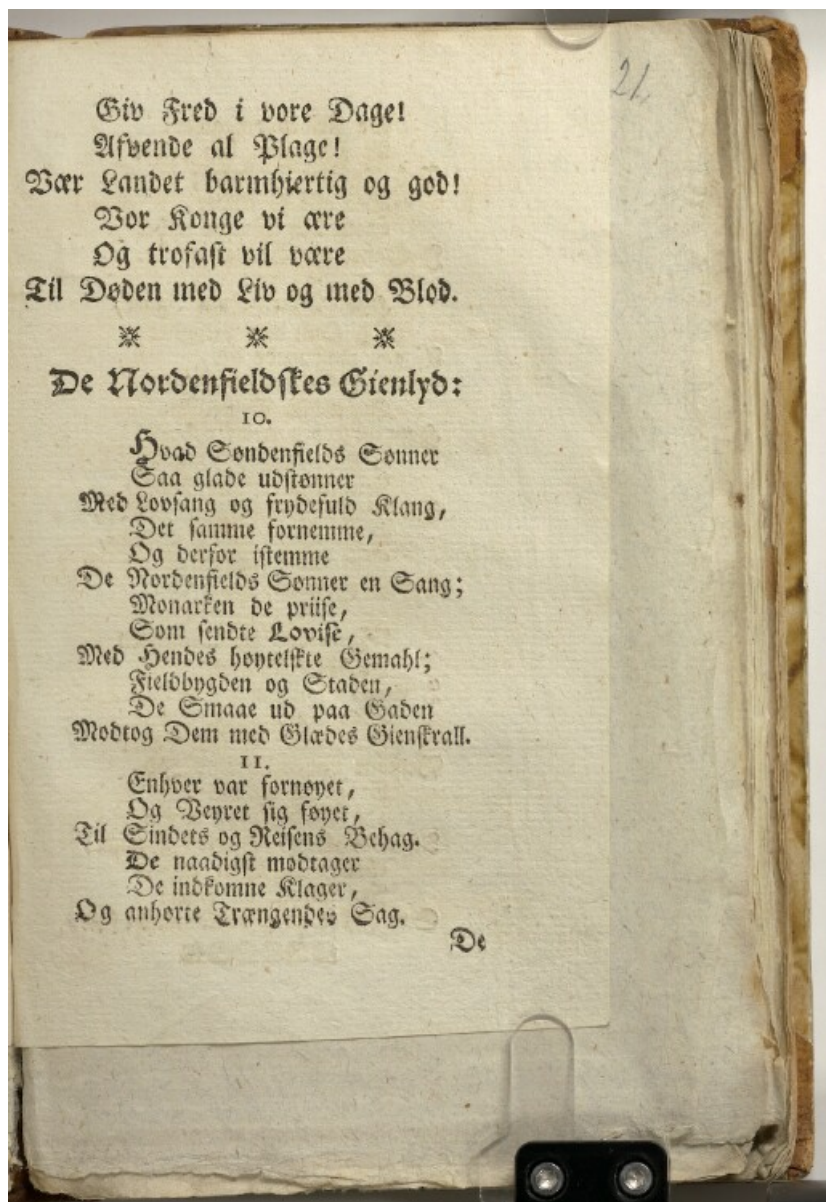 21
Giv Fred i vore Dage!
Afvende al Plage!
Vær Landet barmhiertig og god!
Vor Konge vi ære
Og trofast vil være
Til Døden med Liv og med Blod.
De Nordenfieldskes Gienlyd:
10.
Hvad Søndenfields Sønner
Saa glade udstønner
Med Lovsang og frydefuld Klang,
Det samme fornemme,
Og derfor istemme
De Nordenfields Sønner en Sang;
Monarken de priise,
Som sendte Lovise,
Med Hendes høytelskte Gemahl;
Fieldbygden og Staden,
De Smaae ud paa Gaden
Modtog Dem med Glædes Gienskrall.
11.
Enhver var fornøyet,
Og Veyret sig føyet,
Til Sindets og Reisens Behag.
De naadigst modtager
De indkomne Klager,
Og anhørte Trængendes Sag.
De